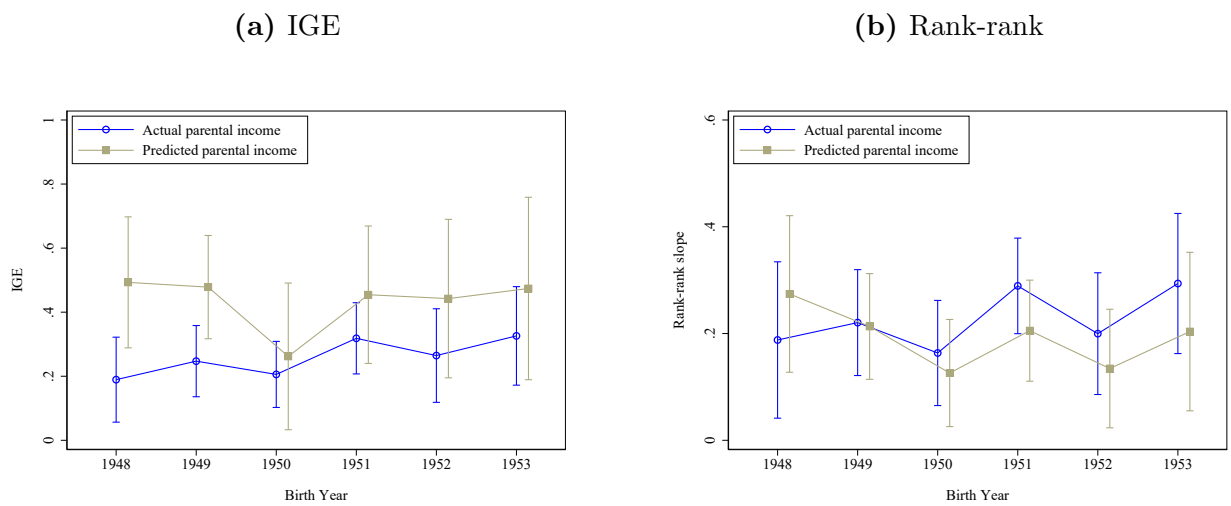 (a) IGE
1
.8
.6
.4
.2
0
IGE
Actual parental income
Predicted parental income
1948 1949 1950 1951 1952 1953
Birth Year
(b) Rank-rank
.6
.4
.2
0
Rank-rank slope
Actual parental income
Predicted parental income
1948 1949 1950 1951 1952 1953
Birth Year